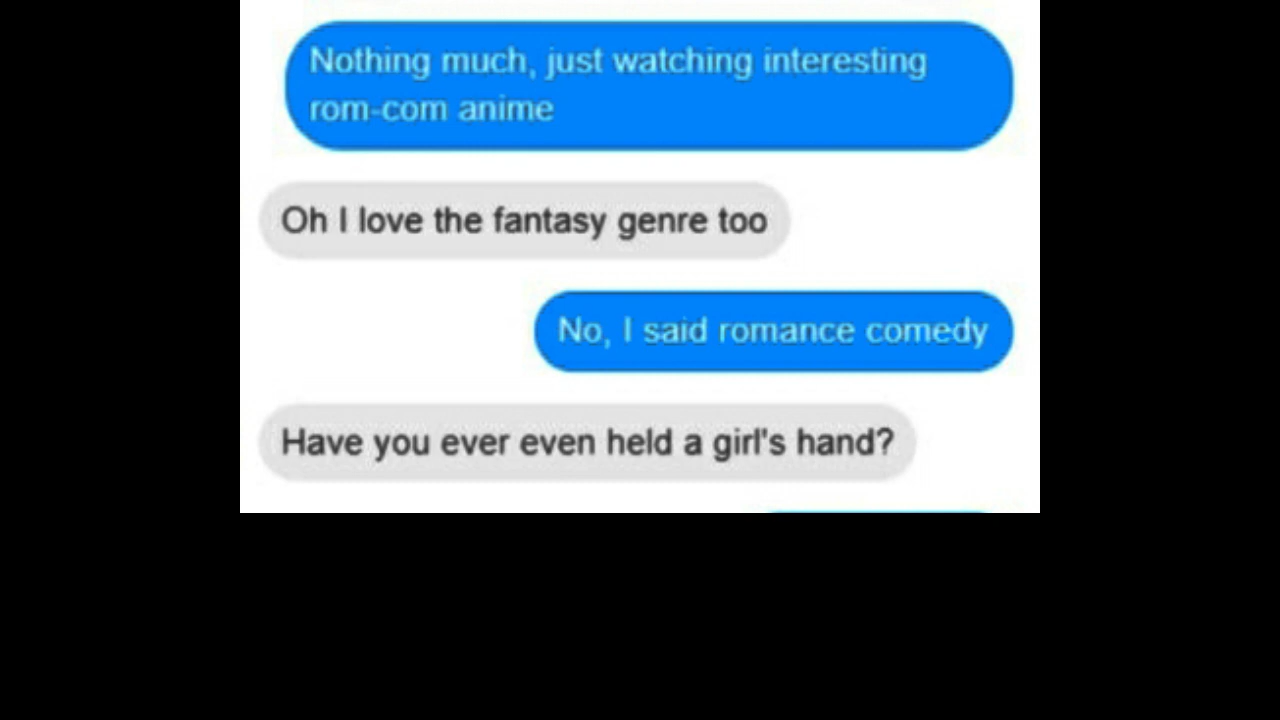 Nothing much, just watching interesting
rom-com anime
Oh I love the fantasy genre too
No, I said romance comedy
Have you ever even held a girl's hand?